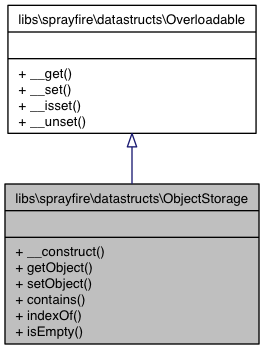 libs\sprayfire\datastructs\Overloadable
+ __get()
+ __set()
+ __isset()
+ __unset()
libs\sprayfire\datastructs\ObjectStorage
+ __construct()
+ getObject()
+ setObject()
+ contains()
+ indexOf()
+ isEmpty()